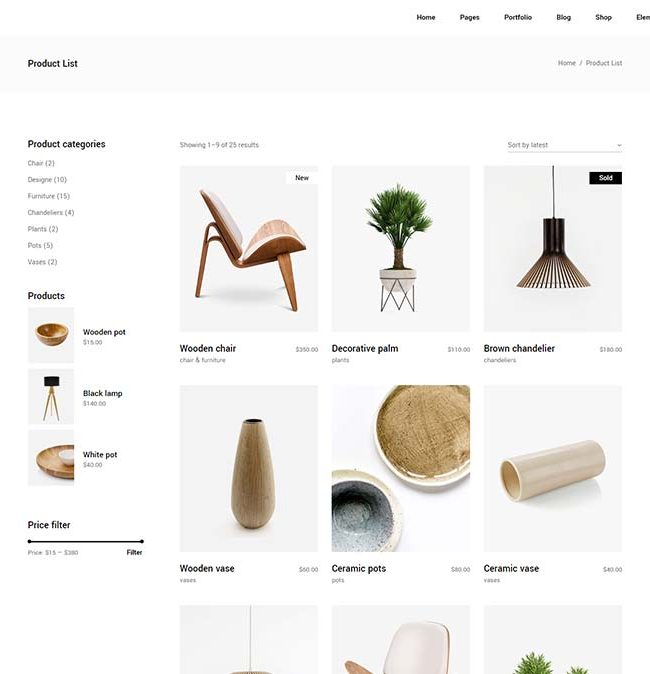 Home Pages Portfolio Blog Shop Elem
Product List
Home / Product List
Product categories
Chair (2)
Designe (10)
Furniture (15)
Chandeliers (4)
Plants (2)
Pots (5)
Vases (2)
Products
Wooden pot
$15.00
Black lamp
$140.00
White pot
$40.00
Price filter
Price: $15 — $380 Filter
Showing 1–9 of 25 results
Sort by latest
New
Sold
Wooden chair $350.00
chair & furniture
Decorative palm $110.00
plants
Brown chandelier $180.00
chandeliers
Wooden vase $60.00
vases
Ceramic pots $80.00
pots
Ceramic vase $40.00
vases